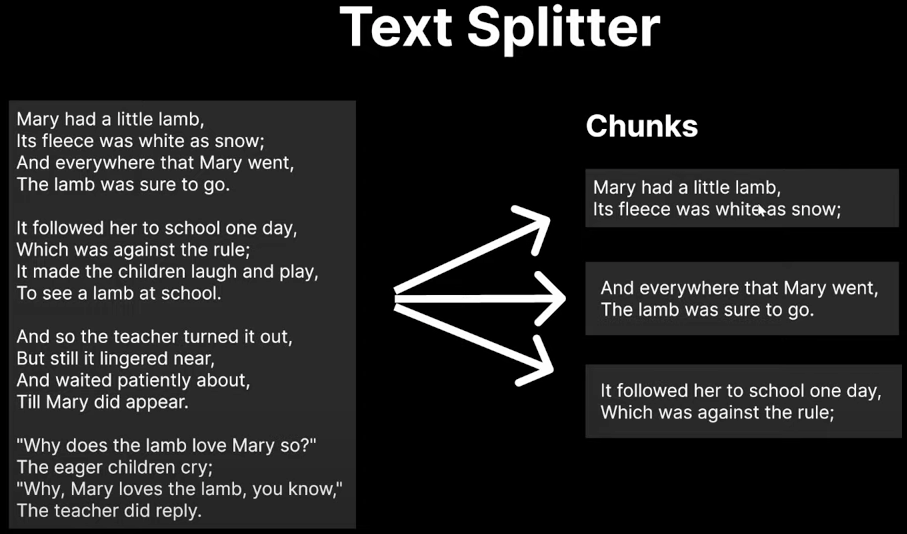 Text Splitter
Mary had a little lamb,
Its fleece was white as snow;
And everywhere that Mary went,
The lamb was sure to go.
It followed her to school one day,
Which was against the rule;
It made the children laugh and play,
To see a lamb at school.
And so the teacher turned it out,
But still it lingered near,
And waited patiently about,
Till Mary did appear.
"Why does the lamb love Mary so?"
The eager children cry;
"Why, Mary loves the lamb, you know,"
The teacher did reply.
Chunks
Mary had a little lamb,
Its fleece was white as snow;
And everywhere that Mary went,
The lamb was sure to go.
It followed her to school one day,
Which was against the rule;